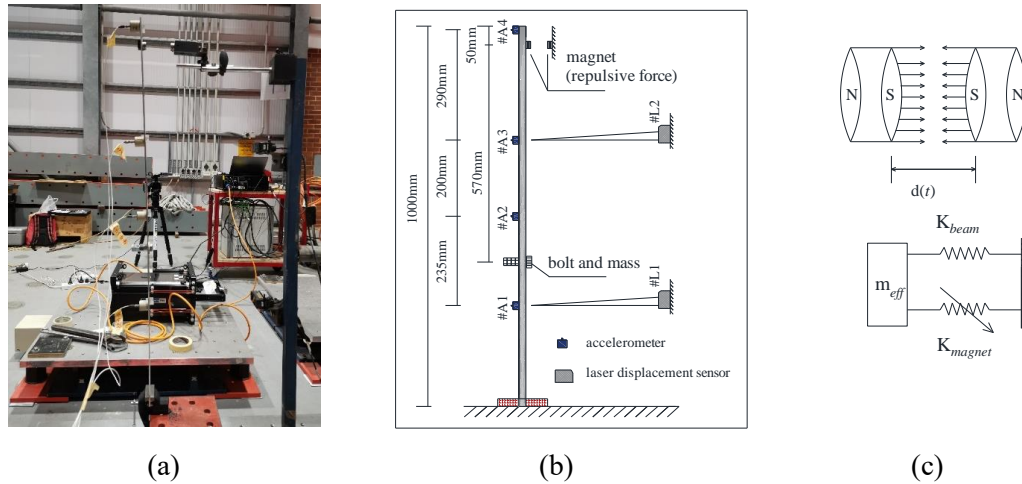 #A4
50mm
magnet
(repulsive force)
290mm
#L2
#A3
1000mm
200mm
570mm
#A2
bolt and mass
235mm
#L1
#A1
accelerometer
laser displacement sensor
N
S
S
N
d(t)
K_beam
m_eff
K_magnet
(a)
(b)
(c)